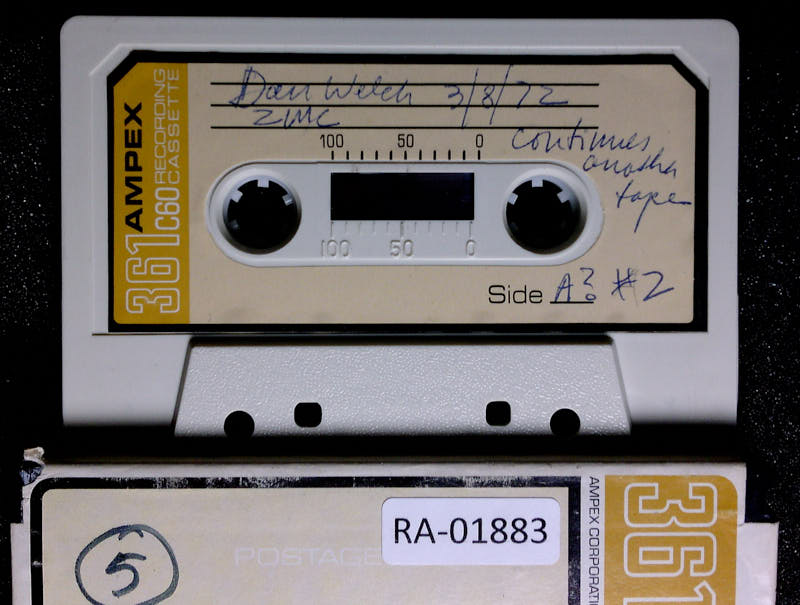 AMPEX
361 C60 RECORDING
CASSETTE
Dan Welch 3/8/72
ZMC
continues
another
tape
100 50 0
100 50 0
Side A? #2
361
AMPEX CORPORATI
RA-01883
POSTAGE
5